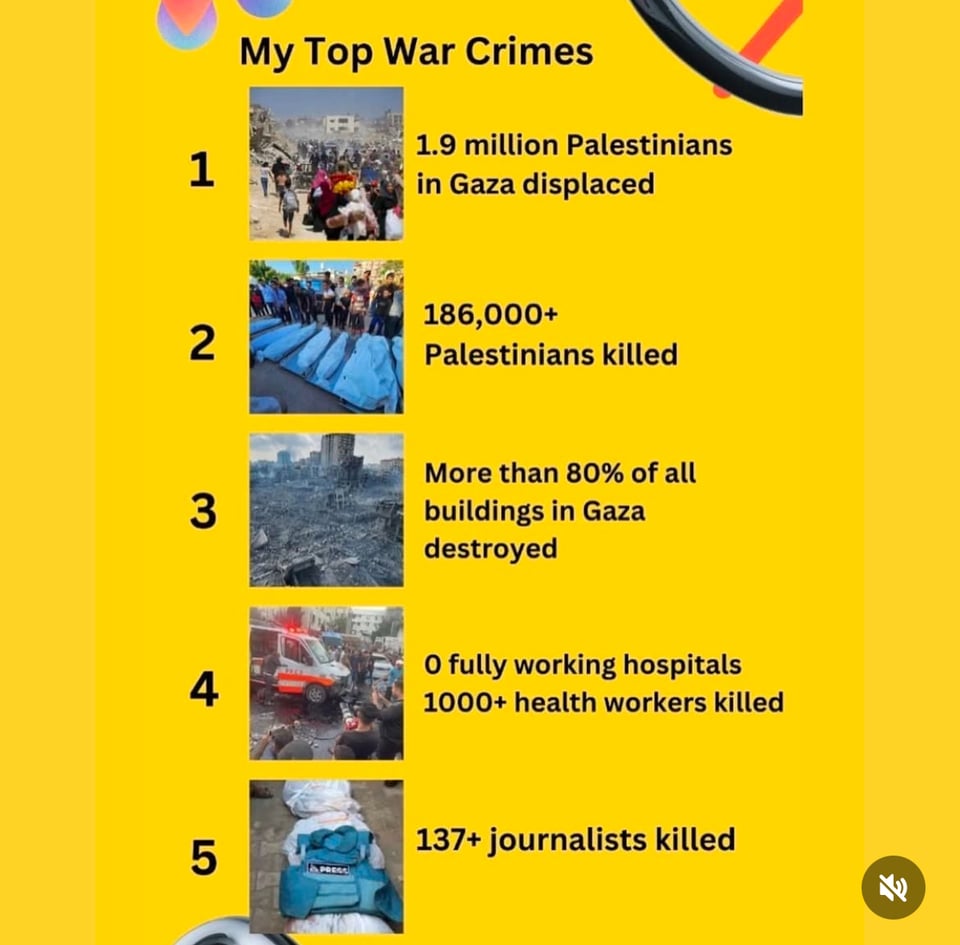 My Top War Crimes
1
1.9 million Palestinians
in Gaza displaced
2
186,000+
Palestinians killed
3
More than 80% of all
buildings in Gaza
destroyed
4
0 fully working hospitals
1000+ health workers killed
5
137+ journalists killed
PRESS